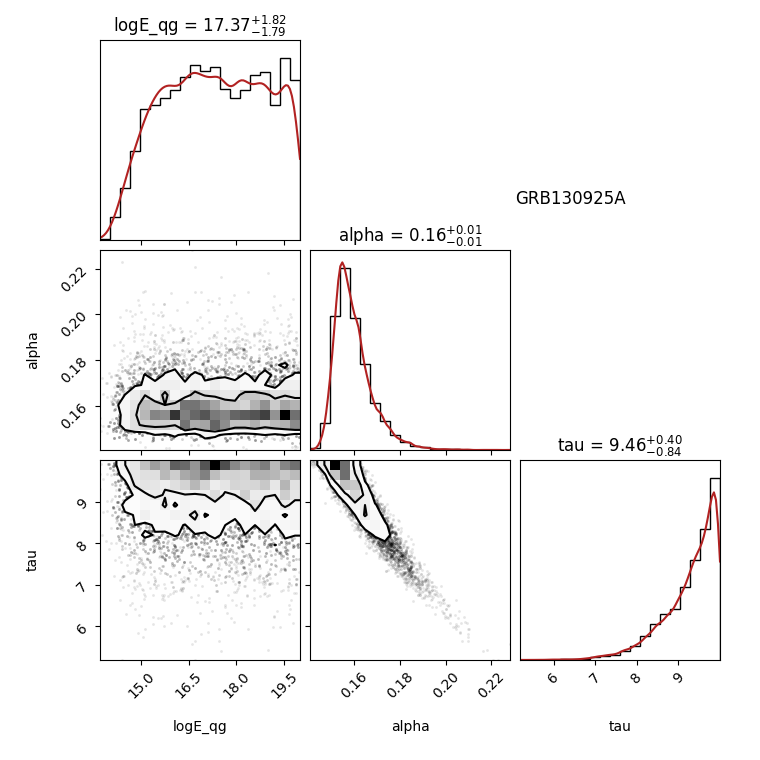 logE_qg = 17.37^{+1.82}_{-1.79}
GRB130925A
alpha = 0.16^{+0.01}_{-0.01}
alpha
0.22
0.20
0.18
0.16
tau = 9.46^{+0.40}_{-0.84}
tau
9
8
7
6
15.0 16.5 18.0 19.5
0.16 0.18 0.20 0.22
6 7 8 9
logE_qg alpha tau